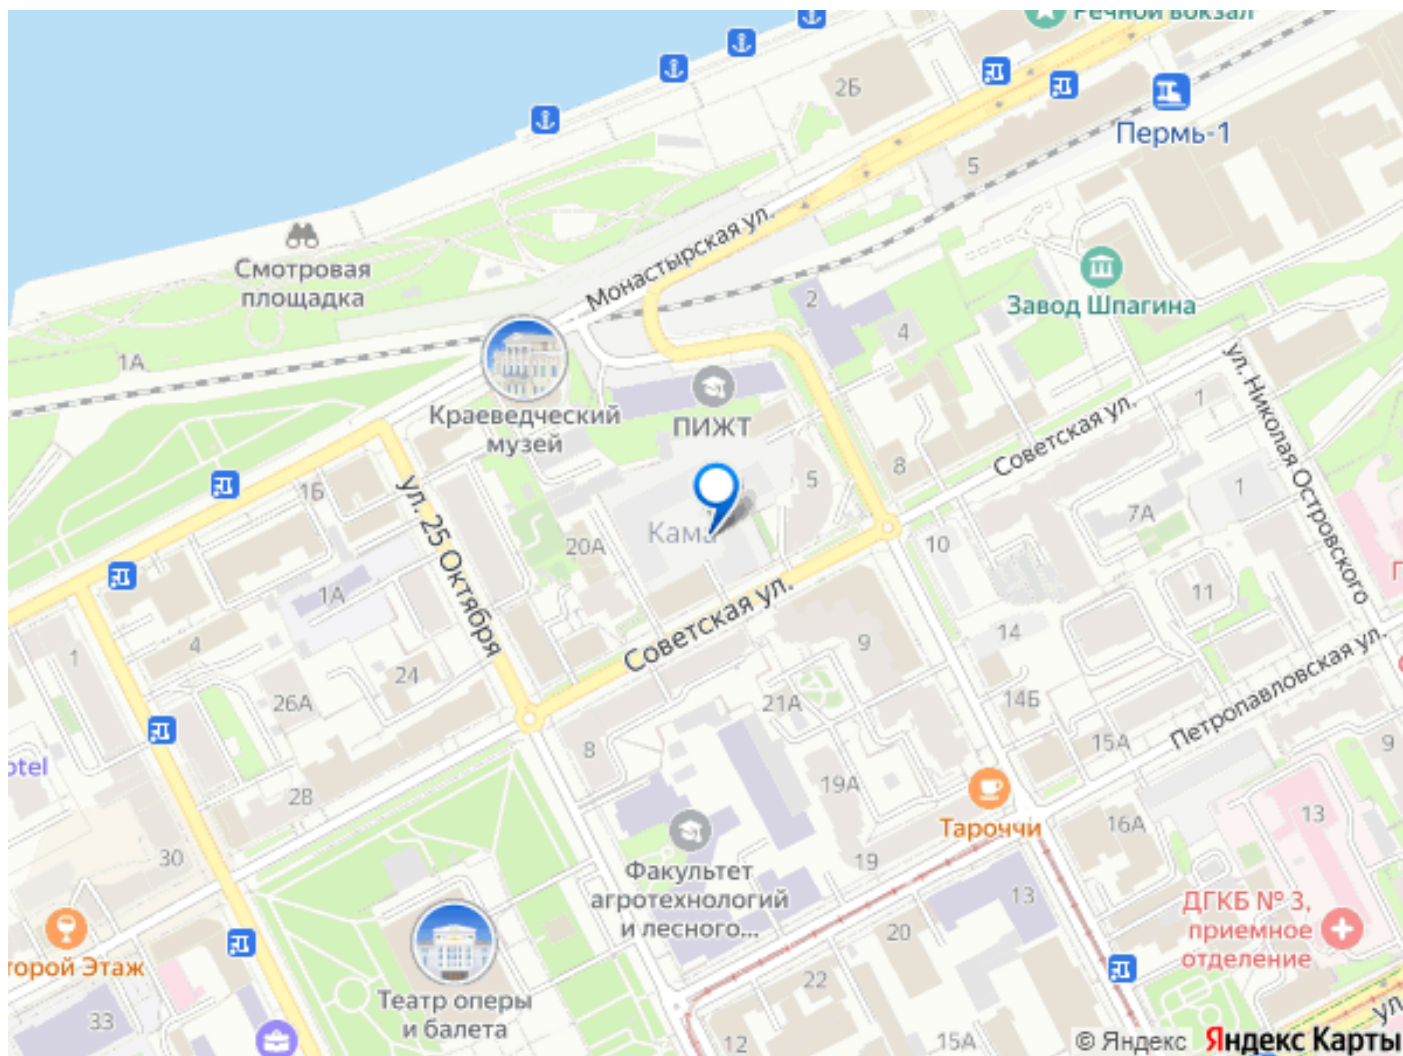 Речной вокзал
2Б
Пермь-1
5
Монастырская ул.
Смотровая
площадка
2
Завод Шпагина
4
1А
Краеведческий
музей
ПИЖТ
ул. Николая Островского
Советская ул.
1
8
5
1Б
ул. 25 Октября
1
7А
Кама
20А
10
1А
11
Советская ул.
14
9
4
1
24
26А
21А
14Б
Петропавловская ул.
15А
9
8
otel
19А
28
13
Тароччи
16А
30
19
Факультет
агротехнологий
и лесного...
13
ДГКБ № 3,
приемное
отделение
20
торой Этаж
22
Театр оперы
и балета
33
12
15А
ул.
© Яндекс Яндекс Карты